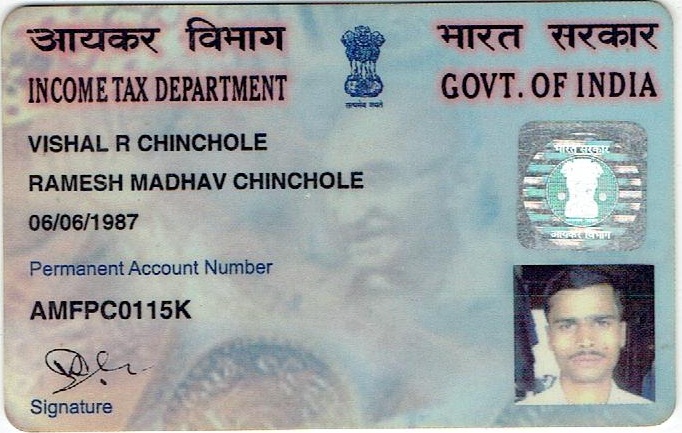 आयकर विभाग
INCOME TAX DEPARTMENT
सत्यमेव जयते
भारत सरकार
GOVT. OF INDIA
VISHAL R CHINCHOLE
RAMESH MADHAV CHINCHOLE
06/06/1987
Permanent Account Number
AMFPC0115K
Signature
भारत सरकार
आयकर विभाग